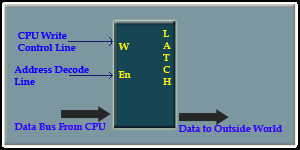 CPU Write
Control Line
Address Decode
Line
W
En
L
A
T
C
H
Data Bus From CPU
Data to Outside World